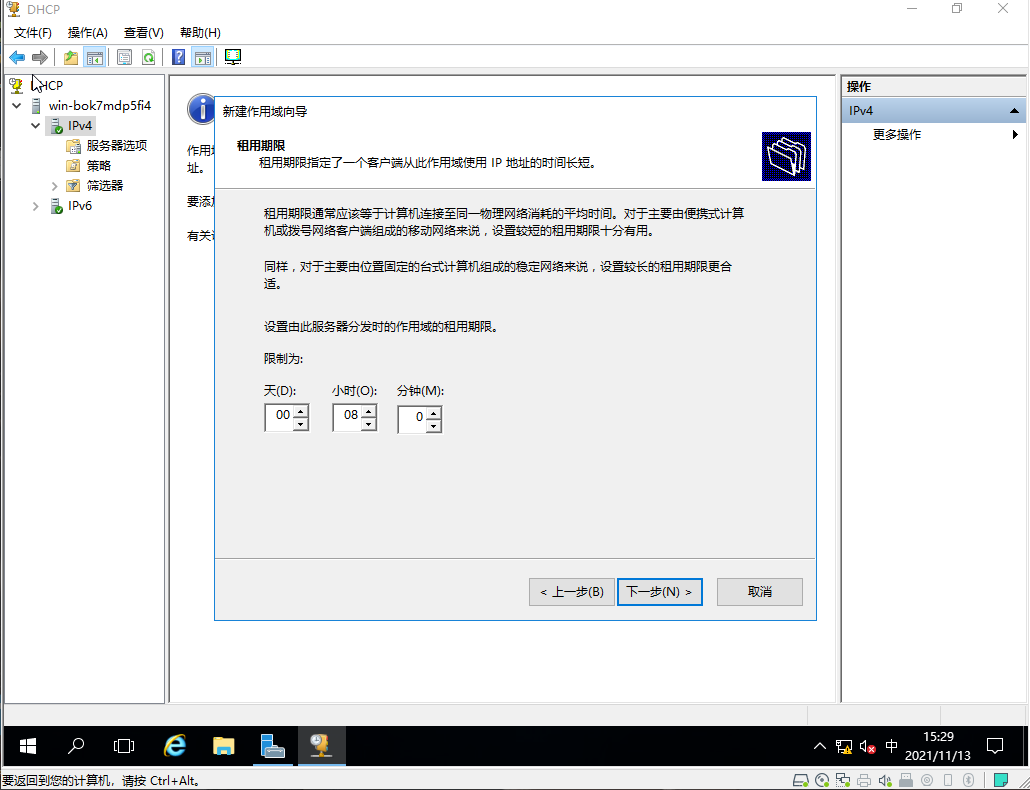 DHCP
文件(F) 操作(A) 查看(V) 帮助(H)
DHCP
win-bok7mdp5fi4
IPv4
服务器选项
策略
筛选器
IPv6
作用
址。
要添加
有关
新建作用域向导
租用期限
租用期限指定了一个客户端从此作用域使用 IP 地址的时间长短。
租用期限通常应该等于计算机连接至同一物理网络消耗的平均时间。对于主要由便携式计算
机或拨号网络客户端组成的移动网络来说，设置较短的租用期限十分有用。
同样，对于主要由位置固定的台式计算机组成的稳定网络来说，设置较长的租用期限更合
适。
设置由此服务器分发时的作用域的租用期限。
限制为:
天(D): 小时(O): 分钟(M):
00 08 0
< 上一步(B) 下一步(N) > 取消
操作
IPv4
更多操作
中
15:29
2021/11/13
要返回到您的计算机，请按 Ctrl+Alt。